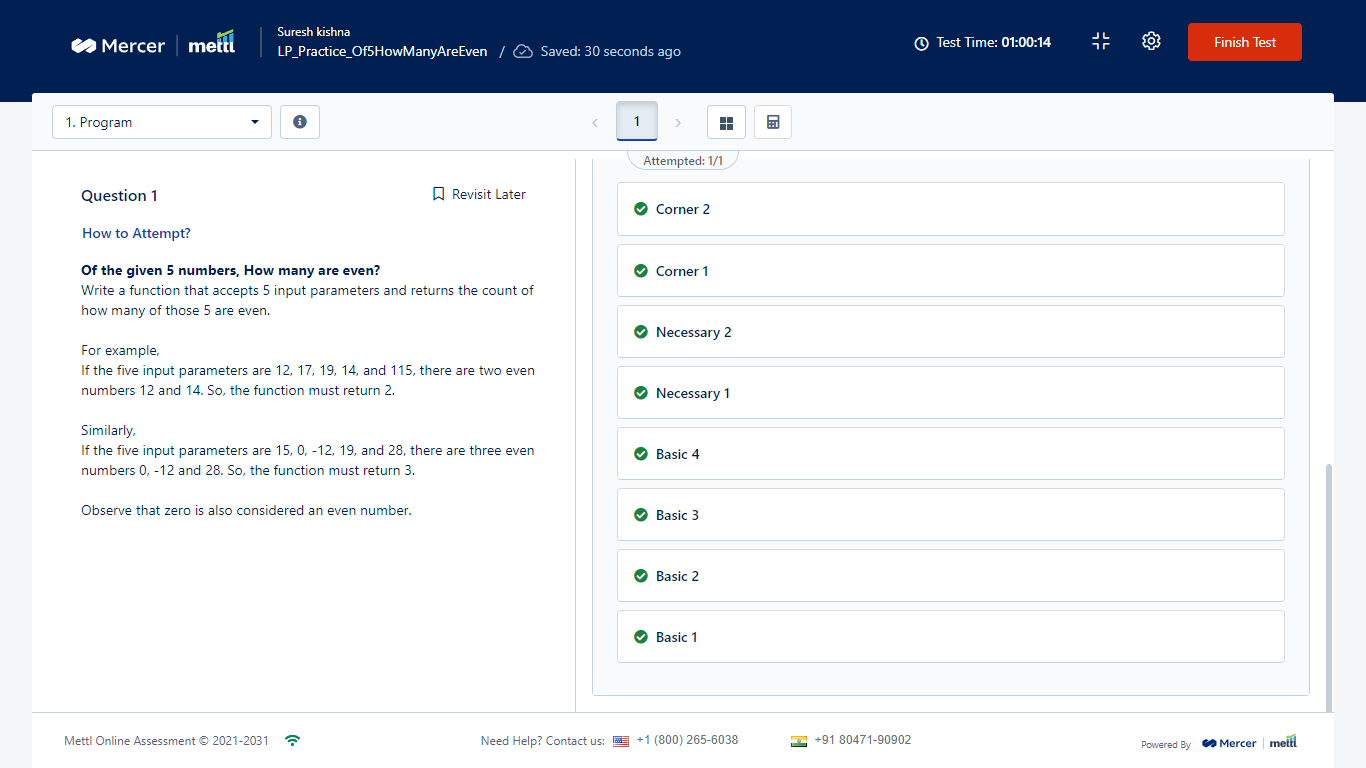 Mercer
mettl
Suresh kishna
LP_Practice_Of5HowManyAreEven / Saved: 30 seconds ago
Test Time: 01:00:14
Finish Test
1. Program
1
Attempted: 1/1
Question 1
Revisit Later
How to Attempt?
Of the given 5 numbers, How many are even?
Write a function that accepts 5 input parameters and returns the count of
how many of those 5 are even.
For example,
If the five input parameters are 12, 17, 19, 14, and 115, there are two even
numbers 12 and 14. So, the function must return 2.
Similarly,
If the five input parameters are 15, 0, -12, 19, and 28, there are three even
numbers 0, -12 and 28. So, the function must return 3.
Observe that zero is also considered an even number.
Corner 2
Corner 1
Necessary 2
Necessary 1
Basic 4
Basic 3
Basic 2
Basic 1
Mettl Online Assessment © 2021-2031
Need Help? Contact us: +1 (800) 265-6038
+91 80471-90902
Powered By Mercer mettl